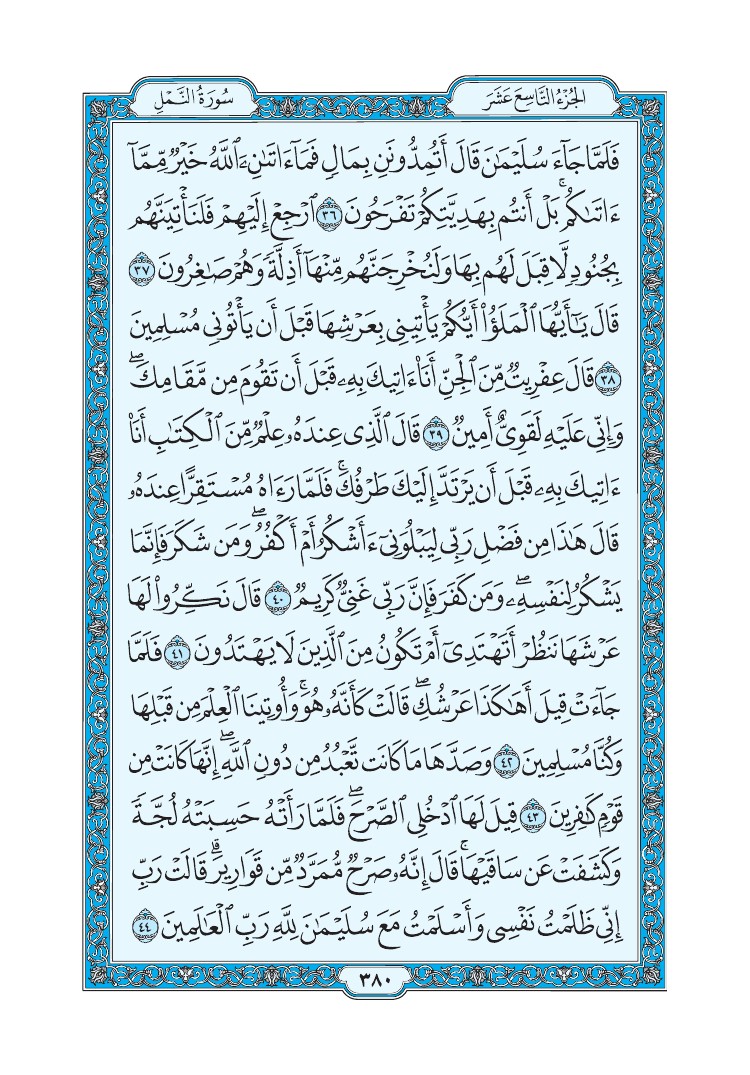 الجُزْءُ التَّاسِعَ عَشَرَ
سُورَةُ النَّمْلِ
فَلَمَّا جَآءَ سُلَيْمَٰنَ قَالَ أَتُمِدُّونَنِ بِمَالٍ فَمَآ ءَاتَىٰنِۦَ ٱللَّهُ خَيْرٌ مِّمَّآ
ءَاتَىٰكُمۚ بَلْ أَنتُم بِهَدِيَّتِكُمْ تَفْرَحُونَ ٣٦ ٱرْجِعْ إِلَيْهِمْ فَلَنَأْتِيَنَّهُم
بِجُنُودٍ لَّا قِبَلَ لَهُم بِهَا وَلَنُخْرِجَنَّهُم مِّنْهَآ أَذِلَّةً وَهُمْ صَٰغِرُونَ ٣٧
قَالَ يَٰٓأَيُّهَا ٱلْمَلَؤُا۟ أَيُّكُمْ يَأْتِينِى بِعَرْشِهَا قَبْلَ أَن يَأْتُونِى مُسْلِمِينَ
٣٨ قَالَ عِفْرِيتٌ مِّنَ ٱلْجِنِّ أَنَا۠ ءَاتِيكَ بِهِۦ قَبْلَ أَن تَقُومَ مِن مَّقَامِكَۖ
وَإِنِّى عَلَيْهِ لَقَوِىٌّ أَمِينٌ ٣٩ قَالَ ٱلَّذِى عِندَهُۥ عِلْمٌ مِّنَ ٱلْكِتَٰبِ أَنَا۠
ءَاتِيكَ بِهِۦ قَبْلَ أَن يَرْتَدَّ إِلَيْكَ طَرْفُكَۚ فَلَمَّا رَءَاهُ مُسْتَقِرًّا عِندَهُۥ
قَالَ هَٰذَا مِن فَضْلِ رَبِّى لِيَبْلُوَنِىٓ ءَأَشْكُرُ أَمْ أَكْفُرُۖ وَمَن شَكَرَ فَإِنَّمَا
يَشْكُرُ لِنَفْسِهِۦۖ وَمَن كَفَرَ فَإِنَّ رَبِّى غَنِىٌّ كَرِيمٌ ٤٠ قَالَ نَكِّرُوا۟ لَهَا
عَرْشَهَا نَنظُرْ أَتَهْتَدِىٓ أَمْ تَكُونُ مِنَ ٱلَّذِينَ لَا يَهْتَدُونَ ٤١ فَلَمَّا
جَآءَتْ قِيلَ أَهَٰكَذَا عَرْشُكِۖ قَالَتْ كَأَنَّهُۥ هُوَۚ وَأُوتِينَا ٱلْعِلْمَ مِن قَبْلِهَا
وَكُنَّا مُسْلِمِينَ ٤٢ وَصَدَّهَا مَا كَانَت تَّعْبُدُ مِن دُونِ ٱللَّهِۖ إِنَّهَا كَانَتْ مِن
قَوْمٍ كَٰفِرِينَ ٤٣ قِيلَ لَهَا ٱدْخُلِى ٱلصَّرْحَۖ فَلَمَّا رَأَتْهُ حَسِبَتْهُ لُجَّةً
وَكَشَفَتْ عَن سَاقَيْهَاۚ قَالَ إِنَّهُۥ صَرْحٌ مُّمَرَّدٌ مِّن قَوَارِيرَۗ قَالَتْ رَبِّ
إِنِّى ظَلَمْتُ نَفْسِى وَأَسْلَمْتُ مَعَ سُلَيْمَٰنَ لِلَّهِ رَبِّ ٱلْعَٰلَمِينَ ٤٤
٣٨٠